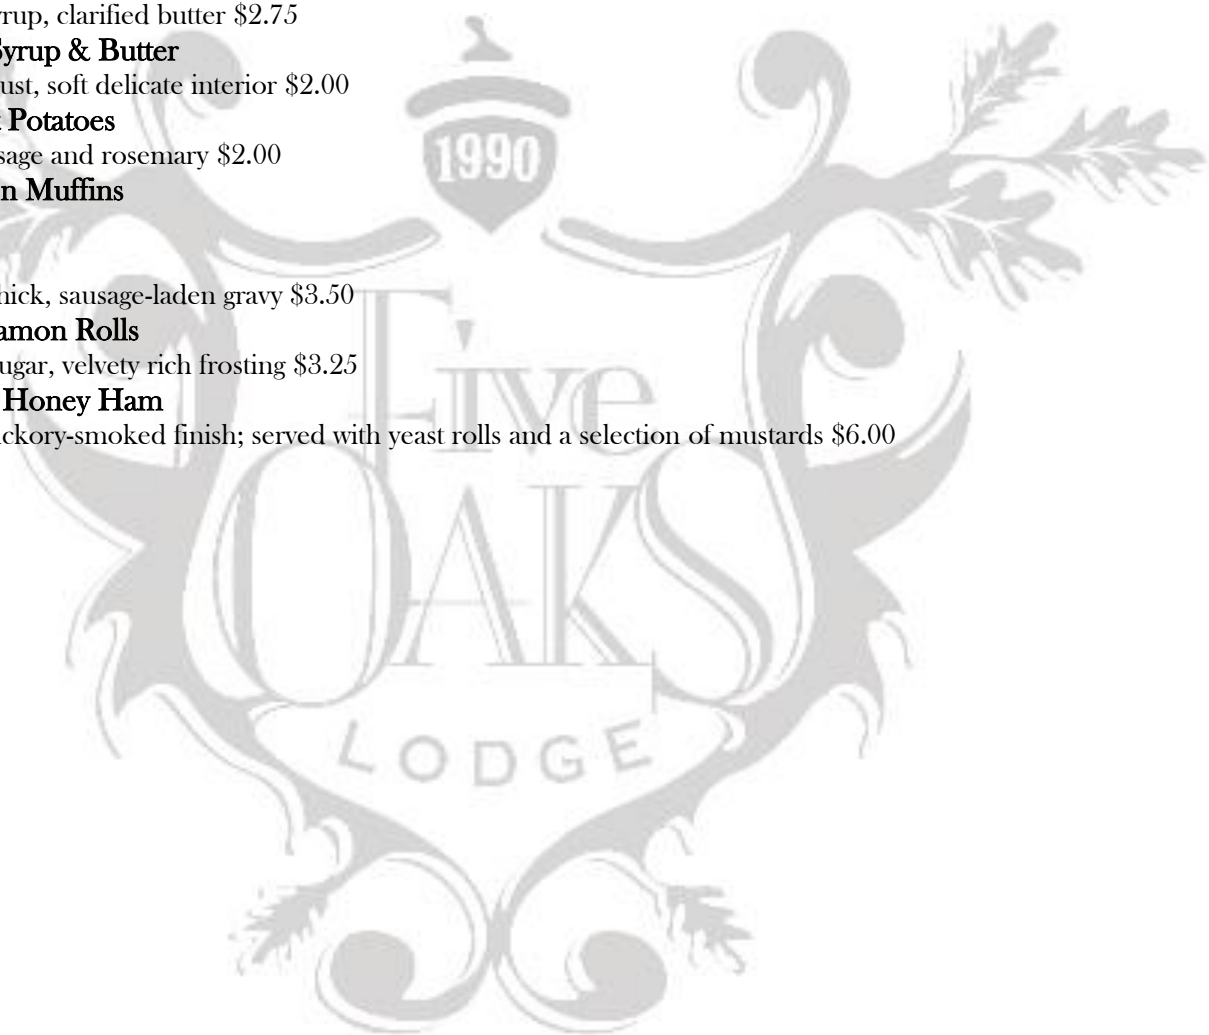 rup, clarified butter $2.75
Syrup & Butter
ust, soft delicate interior $2.00
Potatoes
sage and rosemary $2.00
n Muffins
hick, sausage-laden gravy $3.50
amon Rolls
ugar, velvety rich frosting $3.25
Honey Ham
ickory-smoked finish; served with yeast rolls and a selection of mustards $6.00
1990
Five
OAKS
LODGE